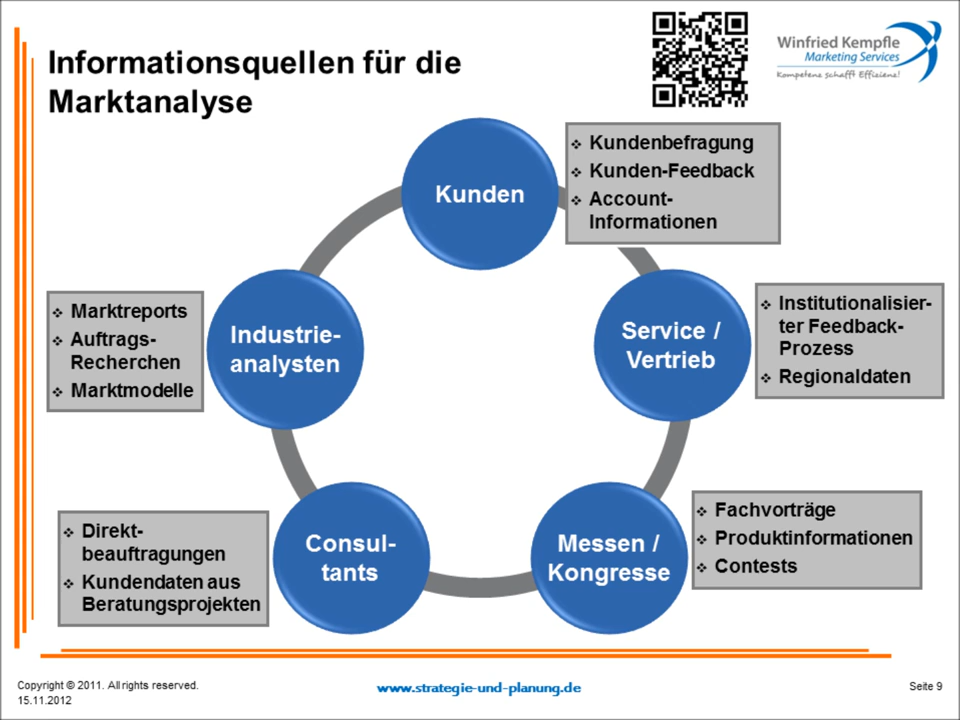 Informationsquellen für die
Marktanalyse
Winfried Kempfle
Marketing Services
Kompetenz schafft Effizienz!
Kunden
❖ Kundenbefragung
❖ Kunden-Feedback
❖ Account-
Informationen
Service /
Vertrieb
❖ Institutionalisier-
ter Feedback-
Prozess
❖ Regionaldaten
Messen /
Kongresse
❖ Fachvorträge
❖ Produktinformationen
❖ Contests
Consul-
tants
❖ Direkt-
beauftragungen
❖ Kundendaten aus
Beratungsprojekten
Industrie-
analysten
❖ Marktreports
❖ Auftrags-
Recherchen
❖ Marktmodelle
Copyright © 2011. All rights reserved.
15.11.2012
www.strategie-und-planung.de
Seite 9